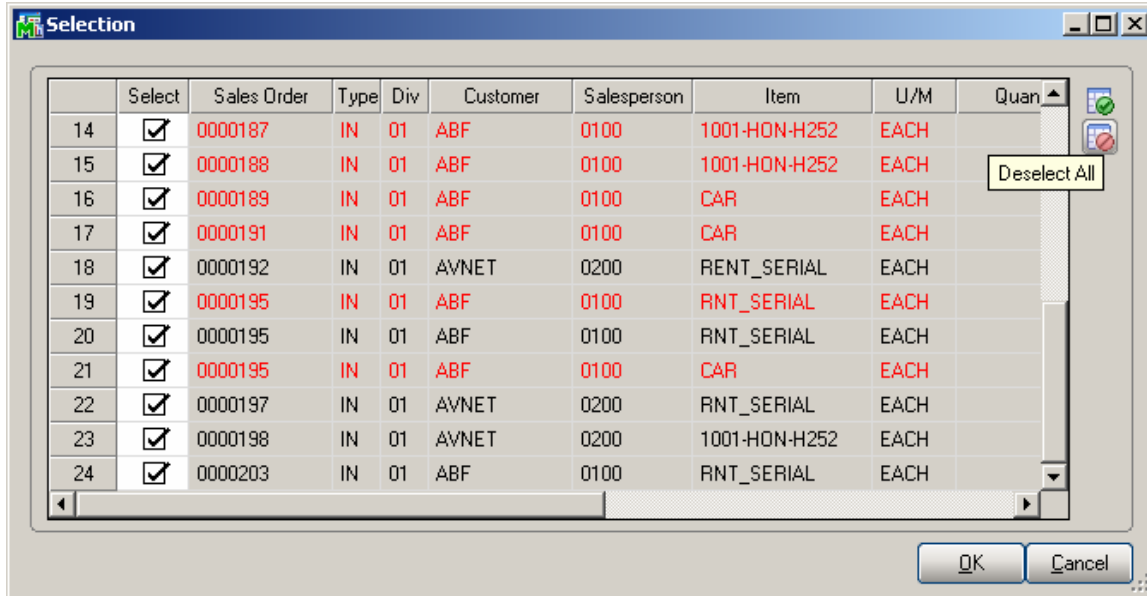 Selection
Select Sales Order Type Div Customer Salesperson Item U/M Quan
14 0000187 IN 01 ABF 0100 1001-HON-H252 EACH
15 0000188 IN 01 ABF 0100 1001-HON-H252 EACH
Deselect All
16 0000189 IN 01 ABF 0100 CAR EACH
17 0000191 IN 01 ABF 0100 CAR EACH
18 0000192 IN 01 AVNET 0200 RENT_SERIAL EACH
19 0000195 IN 01 ABF 0100 RNT_SERIAL EACH
20 0000195 IN 01 ABF 0100 RNT_SERIAL EACH
21 0000195 IN 01 ABF 0100 CAR EACH
22 0000197 IN 01 AVNET 0200 RNT_SERIAL EACH
23 0000198 IN 01 AVNET 0200 1001-HON-H252 EACH
24 0000203 IN 01 ABF 0100 RNT_SERIAL EACH
OK Cancel